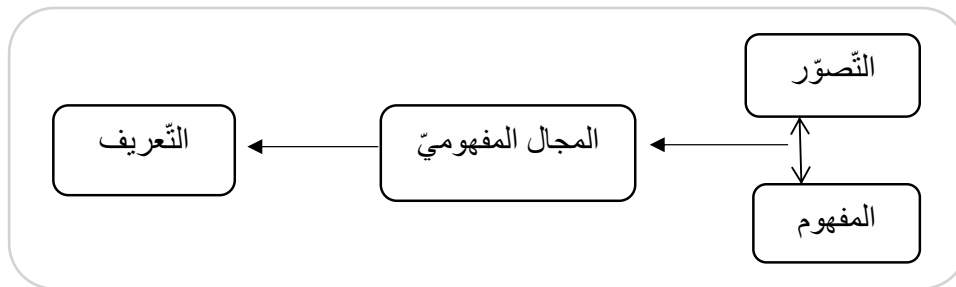 التّصوّر
المجال المفهوميّ
التّعريف
المفهوم